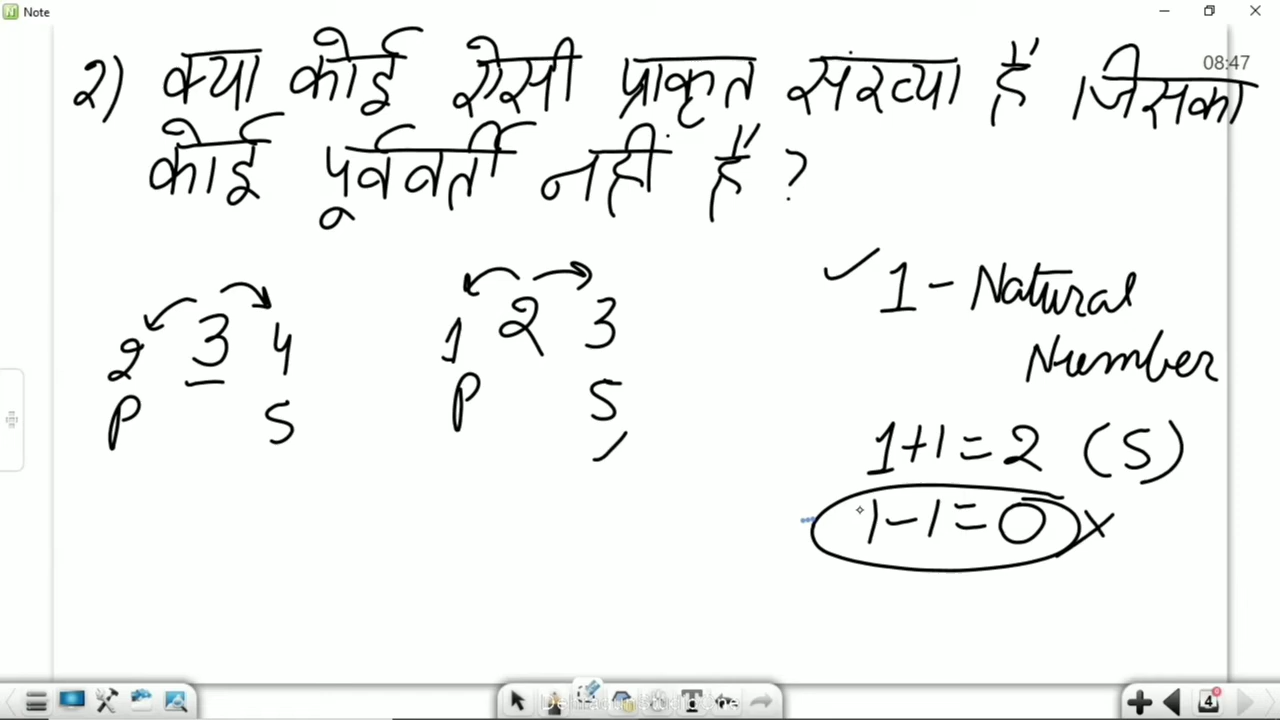 Note
08:47
२) क्या कोई ऐसी प्राकृत संख्या है जिसका
कोई पूर्ववर्ती नहीं है ?
2 3 4
P S
1 2 3
P S
✓ 1 - Natural
Number
1+1=2 (S)
1-1=0 ×
4